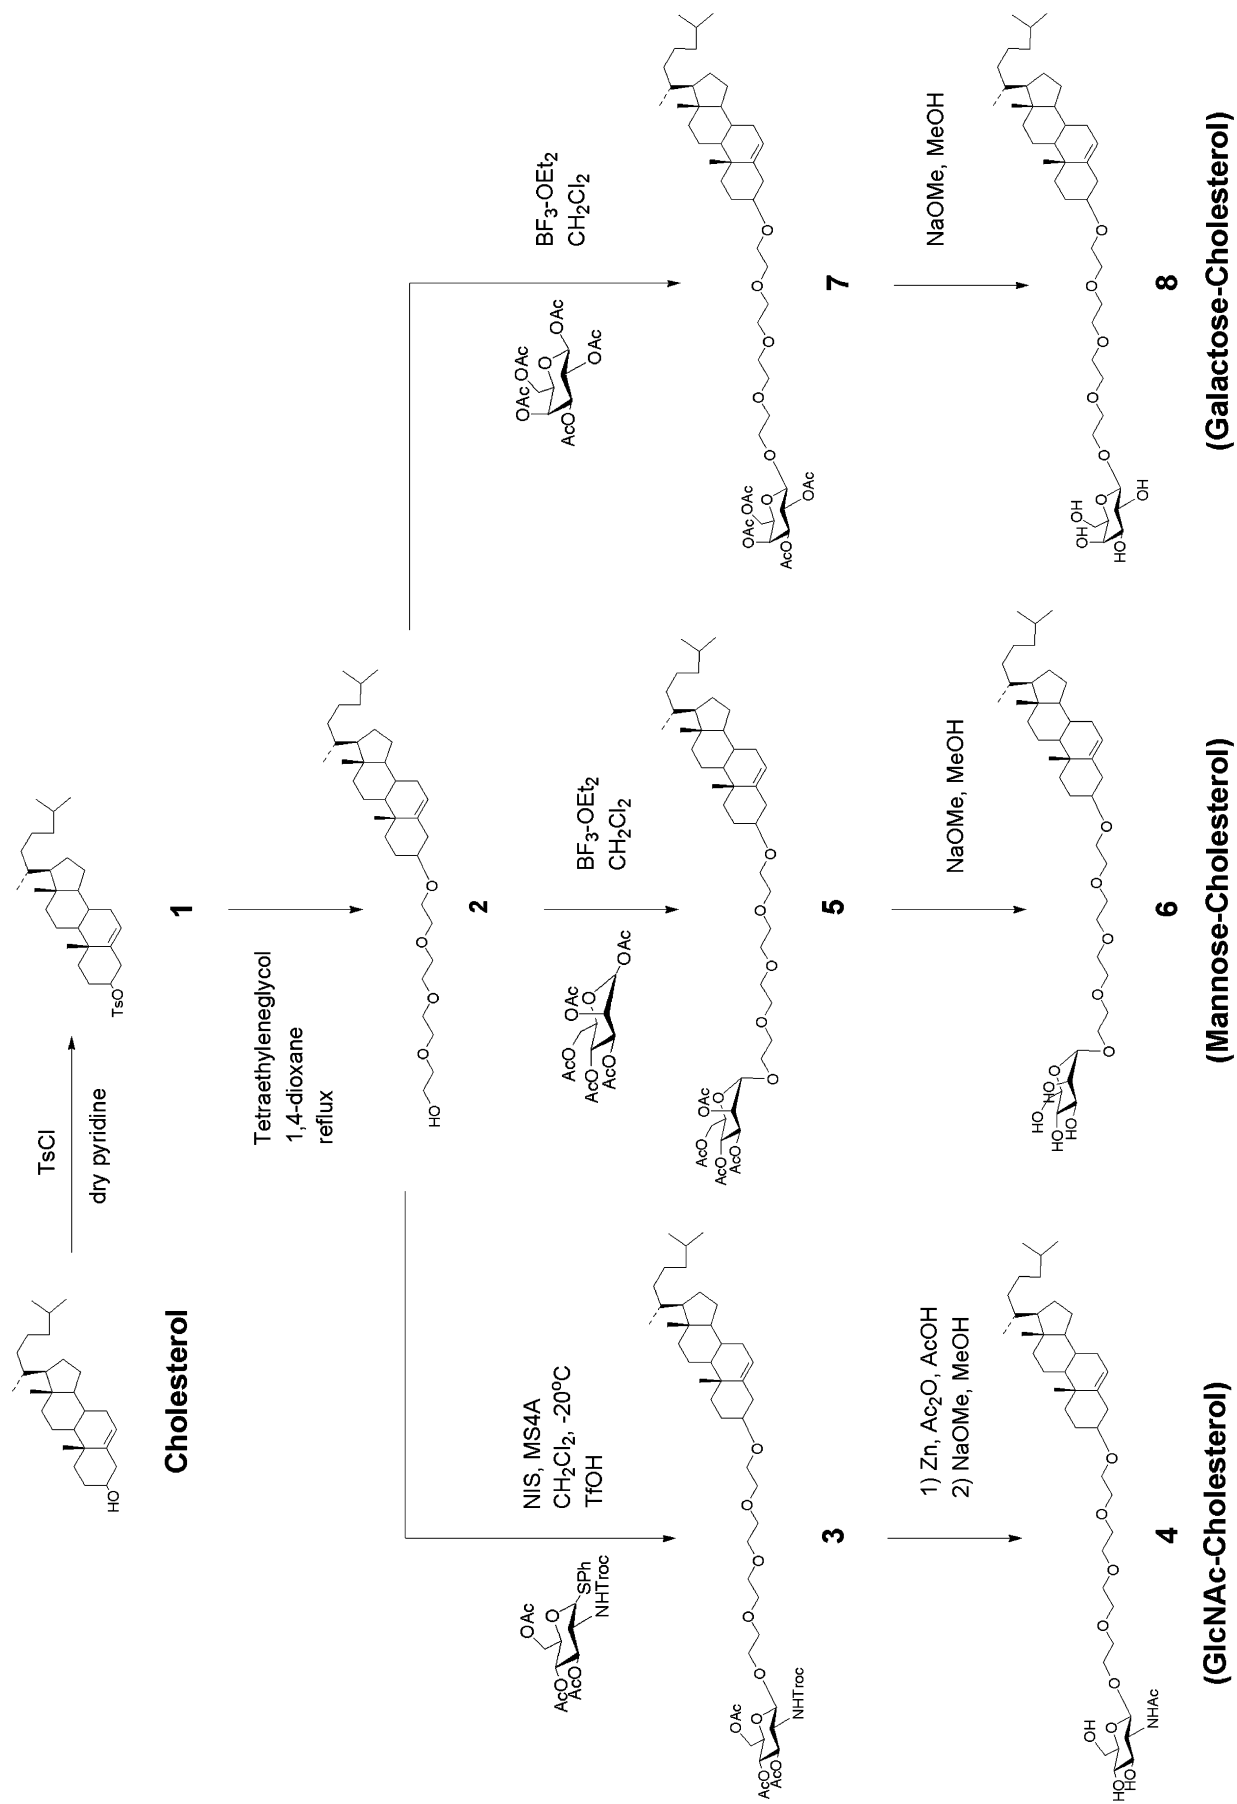 HO
Cholesterol
TsCl
dry pyridine
TsO
1
Tetraethyleneglycol
1,4-dioxane
reflux
HO
O
O
O
O
2
OAc
AcO
AcO
O
SPh
NHTroc
NIS, MS4A
CH2Cl2, -20ºC
TfOH
OAc
AcO
AcO
O
NHTroc
O
O
O
O
O
3
1) Zn, Ac2O, AcOH
2) NaOMe, MeOH
OH
HO
HO
O
NHAc
O
O
O
O
O
4
(GlcNAc-Cholesterol)
AcO
OAc
AcO
AcO
O
OAc
BF3-OEt2
CH2Cl2
AcO
OAc
AcO
AcO
O
O
O
O
O
O
5
NaOMe, MeOH
HO
HO
HO
HO
O
O
O
O
O
O
6
(Mannose-Cholesterol)
OAc
OAc
AcO
O
OAc
OAc
BF3-OEt2
CH2Cl2
OAc
OAc
AcO
O
OAc
O
O
O
O
O
7
NaOMe, MeOH
OH
OH
HO
O
OH
O
O
O
O
O
8
(Galactose-Cholesterol)